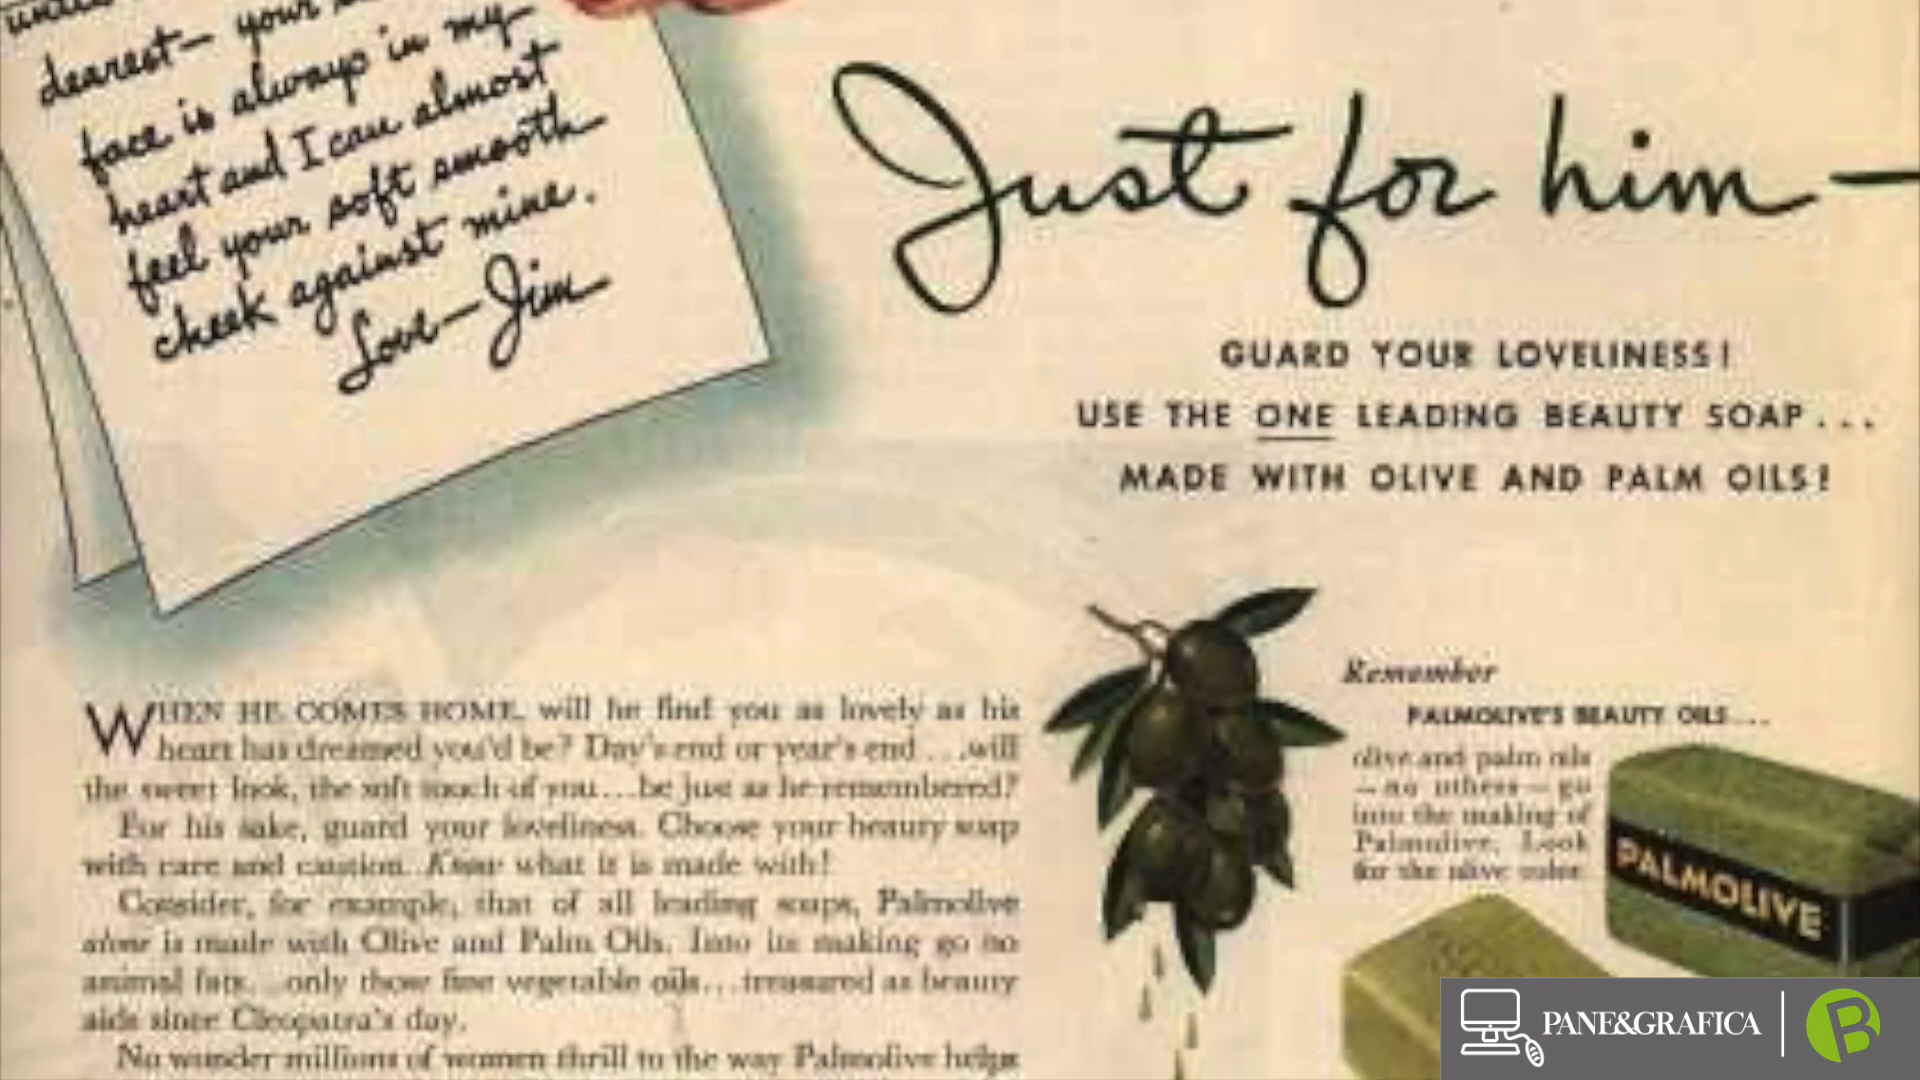 dearest— your
face is always in my
heart and I can almost
feel your soft smooth
cheek against mine.
Love—Jim
Just for him—
GUARD YOUR LOVELINESS!
USE THE ONE LEADING BEAUTY SOAP...
MADE WITH OLIVE AND PALM OILS!
WHEN HE COMES HOME, will he find you as lovely as his
heart has dreamed you'd be? Day's end or year's end...will
the sweet look, the soft touch of you...be just as he remembered?
For his sake, guard your loveliness. Choose your beauty soap
with care and caution. Know what it is made with!
Consider, for example, that of all leading soaps, Palmolive
alone is made with Olive and Palm Oils. Into its making go no
animal fats...only those fine vegetable oils...treasured as beauty
aids since Cleopatra's day.
No wonder millions of women thrill to the way Palmolive helps
Remember
PALMOLIVE'S BEAUTY OILS...
olive and palm oils
—no others—go
into the making of
Palmolive. Look
for the olive color.
PALMOLIVE
PANE&GRAFICA
B